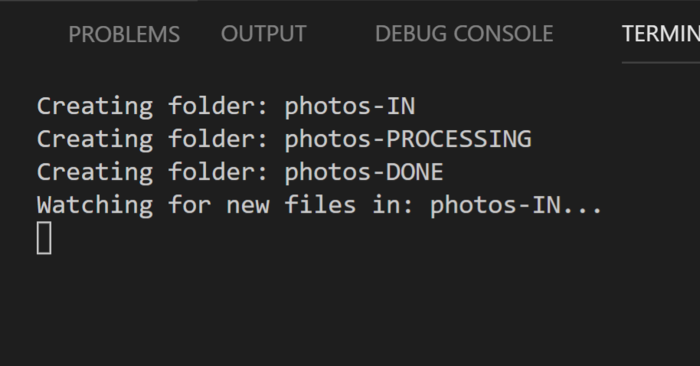 PROBLEMS OUTPUT DEBUG CONSOLE TERMIN
Creating folder: photos-IN
Creating folder: photos-PROCESSING
Creating folder: photos-DONE
Watching for new files in: photos-IN...